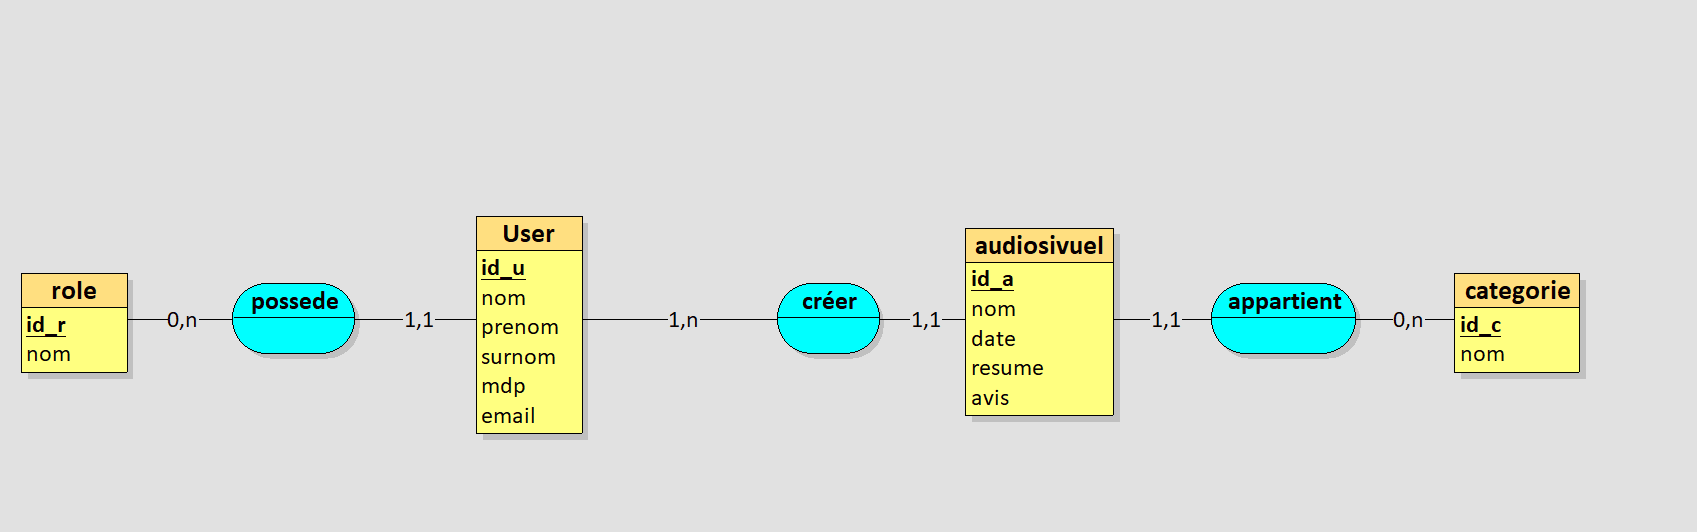 role
id_r
nom
0,n
possede
1,1
User
id_u
nom
prenom
surnom
mdp
email
1,n
créer
1,1
audiosivuel
id_a
nom
date
resume
avis
1,1
appartient
0,n
categorie
id_c
nom